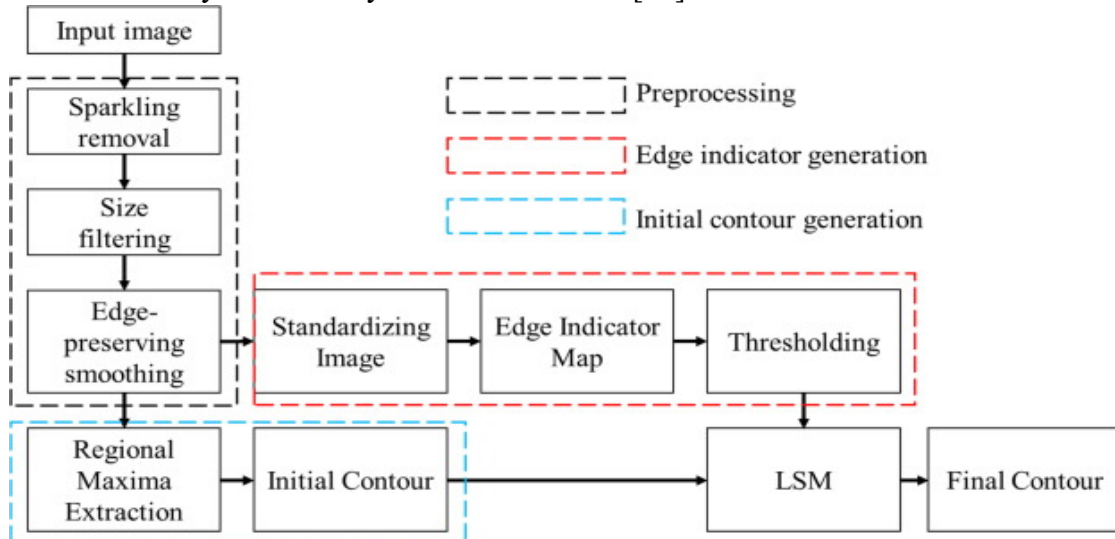 Input image
Sparkling
removal
Size
filtering
Edge-
preserving
smoothing
Regional
Maxima
Extraction
Preprocessing
Edge indicator generation
Initial contour generation
Standardizing
Image
Edge Indicator
Map
Thresholding
Initial Contour
LSM
Final Contour